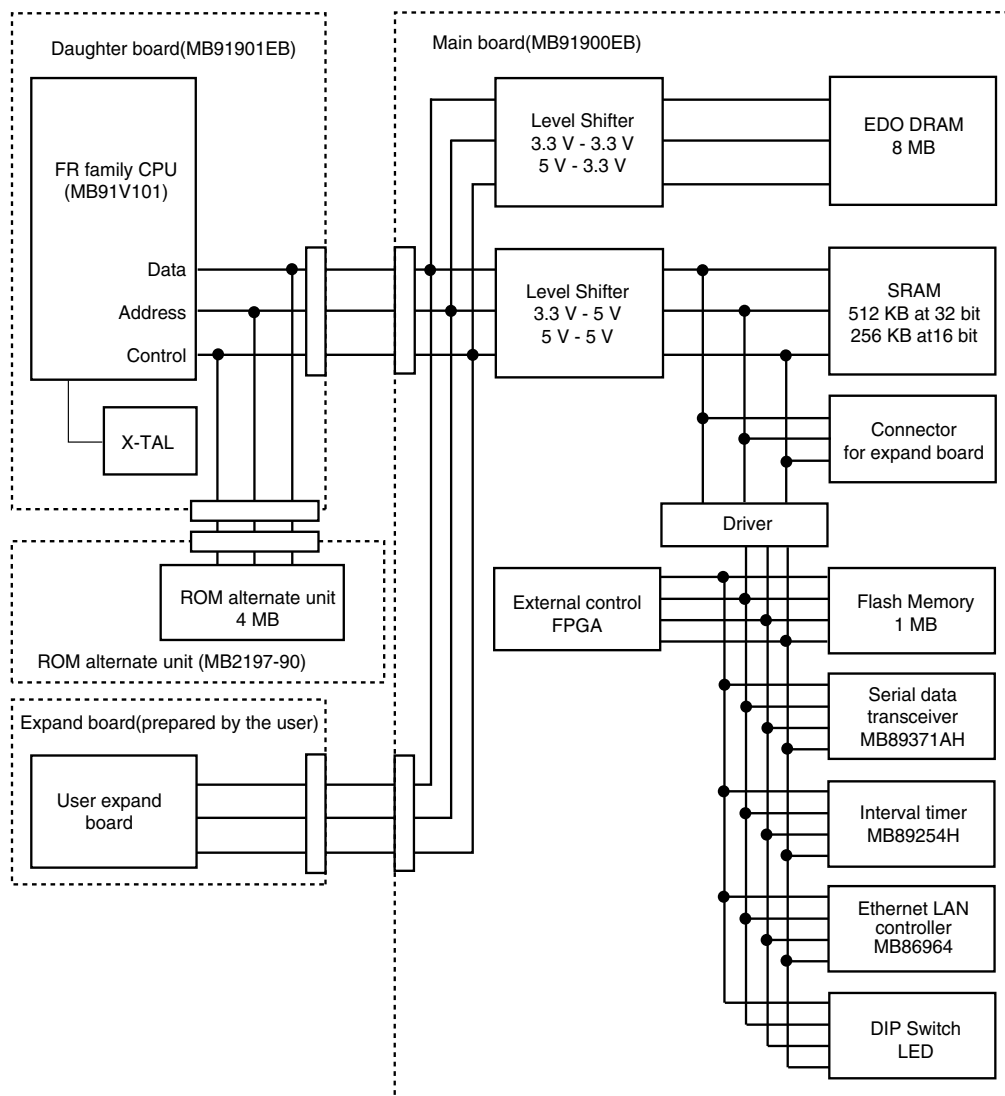 Daughter board(MB91901EB)
FR family CPU
(MB91V101)
Data
Address
Control
X-TAL
ROM alternate unit
4 MB
ROM alternate unit (MB2197-90)
Expand board(prepared by the user)
User expand
board
Main board(MB91900EB)
Level Shifter
3.3 V - 3.3 V
5 V - 3.3 V
EDO DRAM
8 MB
Level Shifter
3.3 V - 5 V
5 V - 5 V
SRAM
512 KB at 32 bit
256 KB at16 bit
Connector
for expand board
Driver
External control
FPGA
Flash Memory
1 MB
Serial data
transceiver
MB89371AH
Interval timer
MB89254H
Ethernet LAN
controller
MB86964
DIP Switch
LED